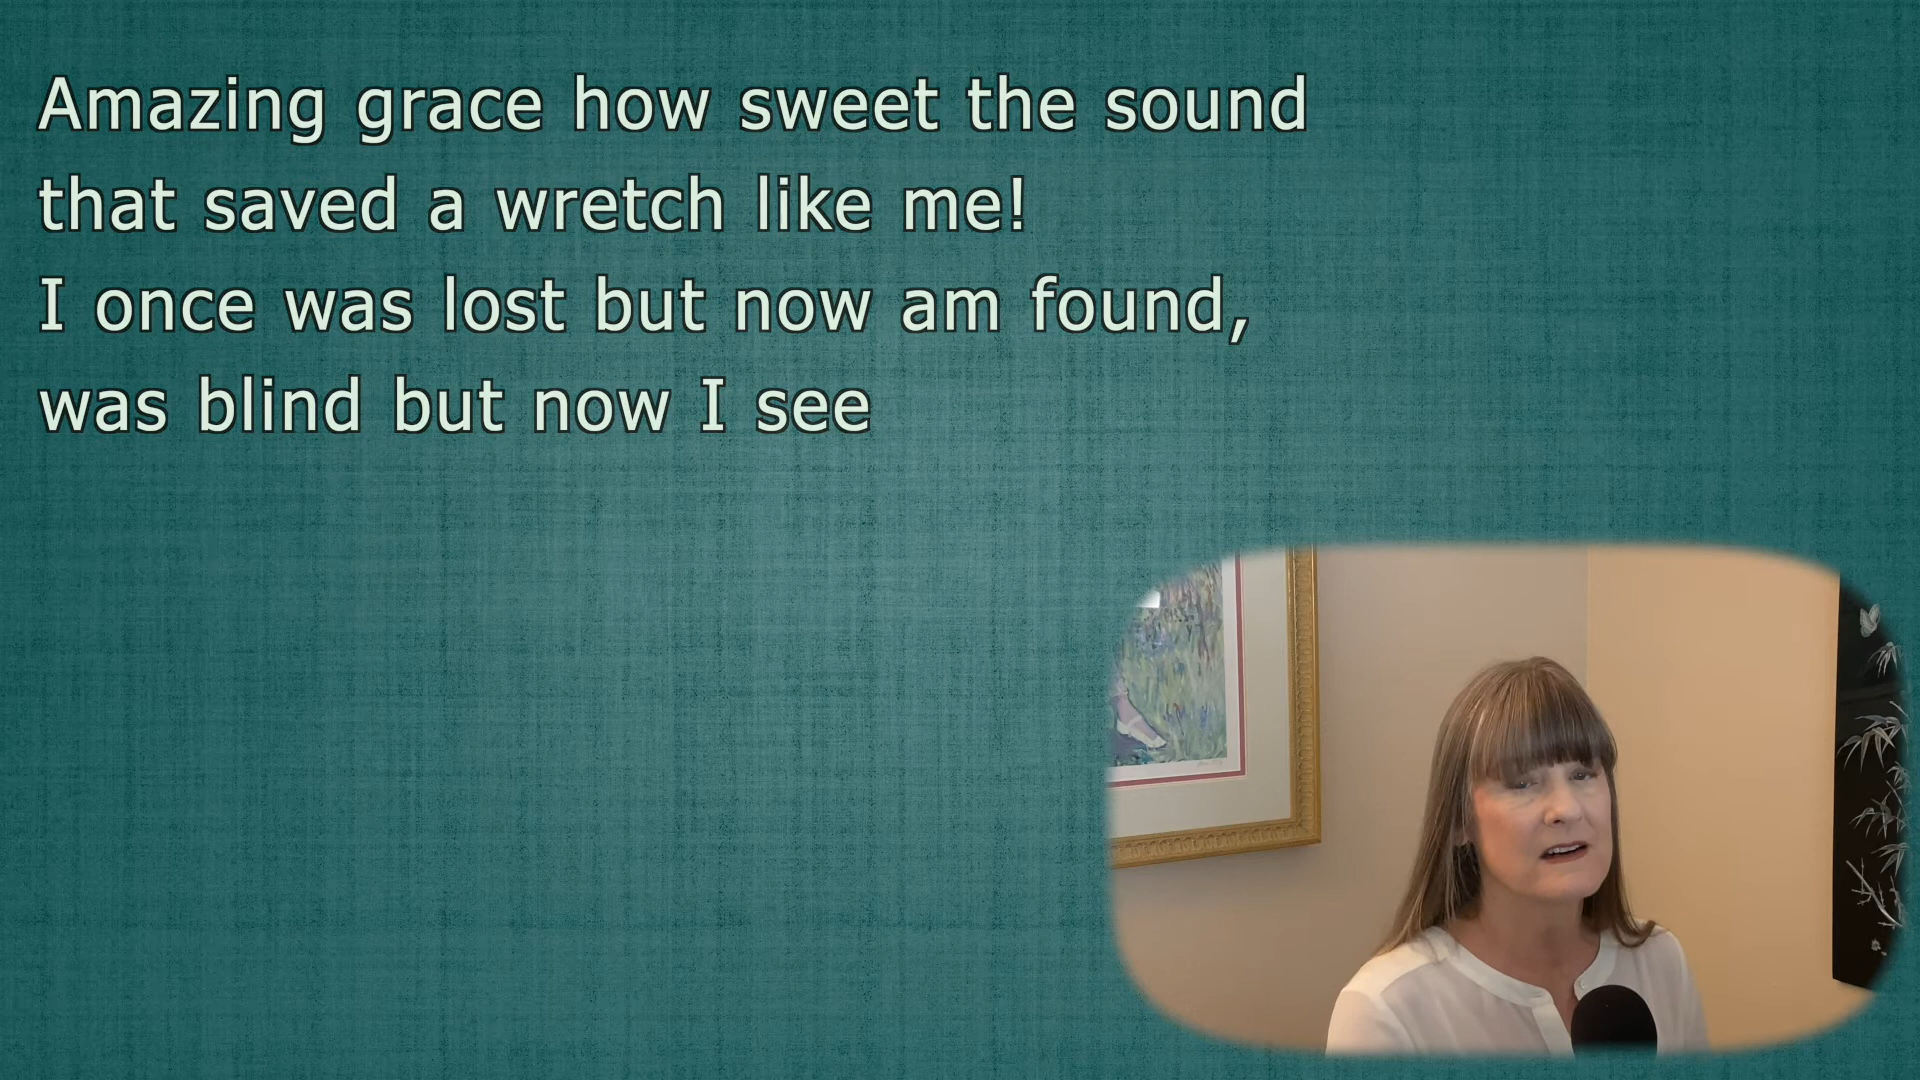 Amazing grace how sweet the sound
that saved a wretch like me!
I once was lost but now am found,
was blind but now I see